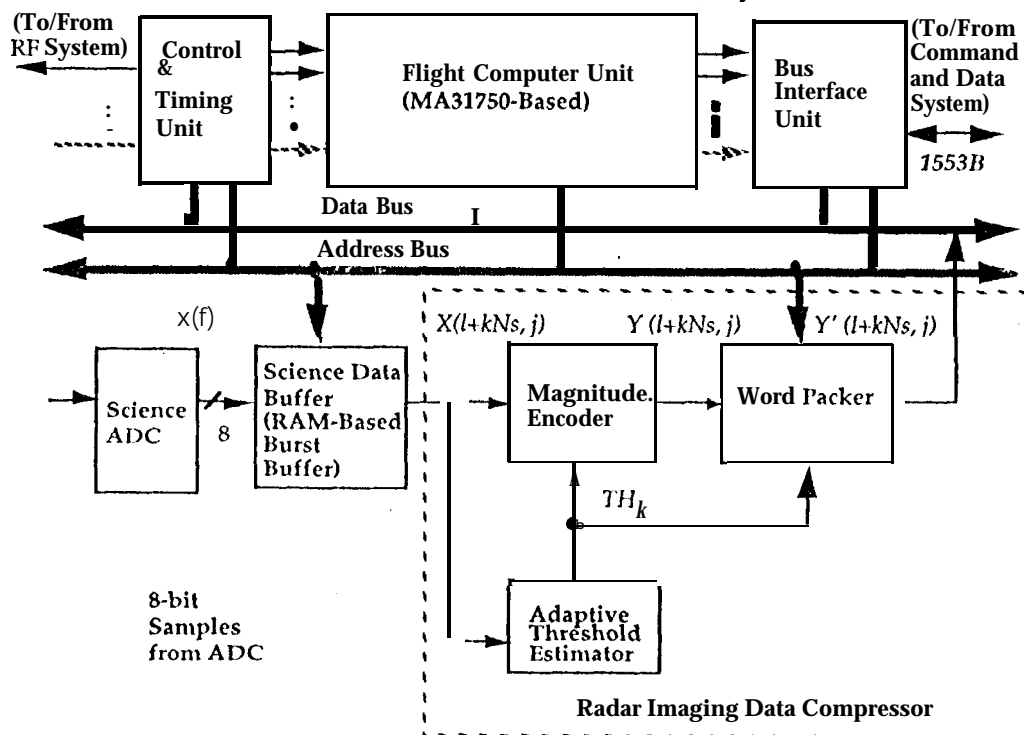 (To/From
RF System)
Control
&
Timing
Unit
Flight Computer Unit
(MA31750-Based)
Bus
Interface
Unit
(To/From
Command
and Data
System)
1553B
Data Bus
I
Address Bus
x(f)
X(l+kNs, j)
Y (l+kNs, j)
Y' (l+kNs, j)
Science
ADC
8
Science Data
Buffer
(RAM-Based
Burst
Buffer)
Magnitude.
Encoder
Word Packer
TH_k
8-bit
Samples
from ADC
Adaptive
Threshold
Estimator
Radar Imaging Data Compressor